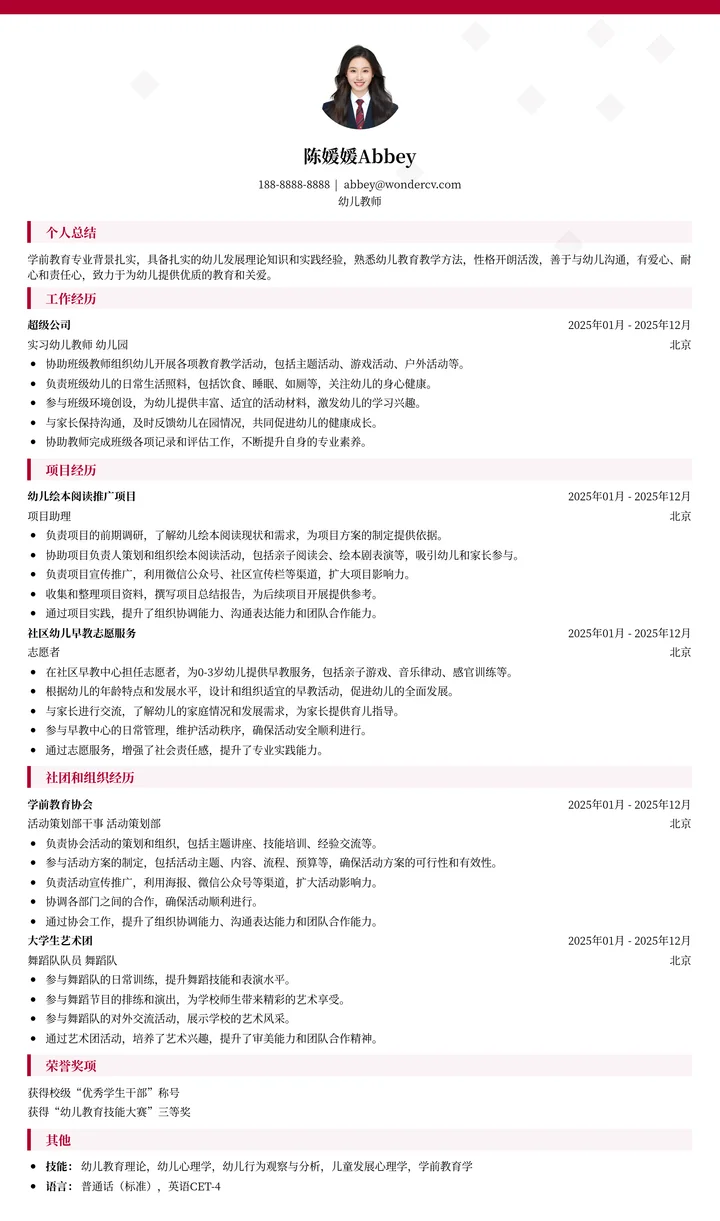 陈媛媛Abbey
188-8888-8888 | abbey@wondercv.com
幼儿教师
个人总结
学前教育专业背景扎实，具备扎实的幼儿发展理论知识和实践经验，熟悉幼儿教育教学方法，性格开朗活泼，善于与幼儿沟通，有爱心、耐
心和责任心，致力于为幼儿提供优质的教育和关爱。
工作经历
超级公司 2025年01月 - 2025年12月
实习幼儿教师 幼儿园 北京
• 协助班级教师组织幼儿开展各项教育教学活动，包括主题活动、游戏活动、户外活动等。
• 负责班级幼儿的日常生活照料，包括饮食、睡眠、如厕等，关注幼儿的身心健康。
• 参与班级环境创设，为幼儿提供丰富、适宜的活动材料，激发幼儿的学习兴趣。
• 与家长保持沟通，及时反馈幼儿在园情况，共同促进幼儿的健康成长。
• 协助教师完成班级各项记录和评估工作，不断提升自身的专业素养。
项目经历
幼儿绘本阅读推广项目 2025年01月 - 2025年12月
项目助理 北京
• 负责项目的前期调研，了解幼儿绘本阅读现状和需求，为项目方案的制定提供依据。
• 协助项目负责人策划和组织绘本阅读活动，包括亲子阅读会、绘本剧表演等，吸引幼儿和家长参与。
• 负责项目宣传推广，利用微信公众号、社区宣传栏等渠道，扩大项目影响力。
• 收集和整理项目资料，撰写项目总结报告，为后续项目开展提供参考。
• 通过项目实践，提升了组织协调能力、沟通表达能力和团队合作能力。
社区幼儿早教志愿服务 2025年01月 - 2025年12月
志愿者 北京
• 在社区早教中心担任志愿者，为0-3岁幼儿提供早教服务，包括亲子游戏、音乐律动、感官训练等。
• 根据幼儿的年龄特点和发展水平，设计和组织适宜的早教活动，促进幼儿的全面发展。
• 与家长进行交流，了解幼儿的家庭情况和发展需求，为家长提供育儿指导。
• 参与早教中心的日常管理，维护活动秩序，确保活动安全顺利进行。
• 通过志愿服务，增强了社会责任感，提升了专业实践能力。
社团和组织经历
学前教育协会 2025年01月 - 2025年12月
活动策划部干事 活动策划部 北京
• 负责协会活动的策划和组织，包括主题讲座、技能培训、经验交流等。
• 参与活动方案的制定，包括活动主题、内容、流程、预算等，确保活动方案的可行性和有效性。
• 负责活动宣传推广，利用海报、微信公众号等渠道，扩大活动影响力。
• 协调各部门之间的合作，确保活动顺利进行。
• 通过协会工作，提升了组织协调能力、沟通表达能力和团队合作能力。
大学生艺术团 2025年01月 - 2025年12月
舞蹈队队员 舞蹈队 北京
• 参与舞蹈队的日常训练，提升舞蹈技能和表演水平。
• 参与舞蹈节目的排练和演出，为学校师生带来精彩的艺术享受。
• 参与舞蹈队的对外交流活动，展示学校的艺术风采。
• 通过艺术团活动，培养了艺术兴趣，提升了审美能力和团队合作精神。
荣誉奖项
获得校级“优秀学生干部”称号
获得“幼儿教育技能大赛”三等奖
其他
• 技能： 幼儿教育理论，幼儿心理学，幼儿行为观察与分析，儿童发展心理学，学前教育学
• 语言： 普通话（标准），英语CET-4